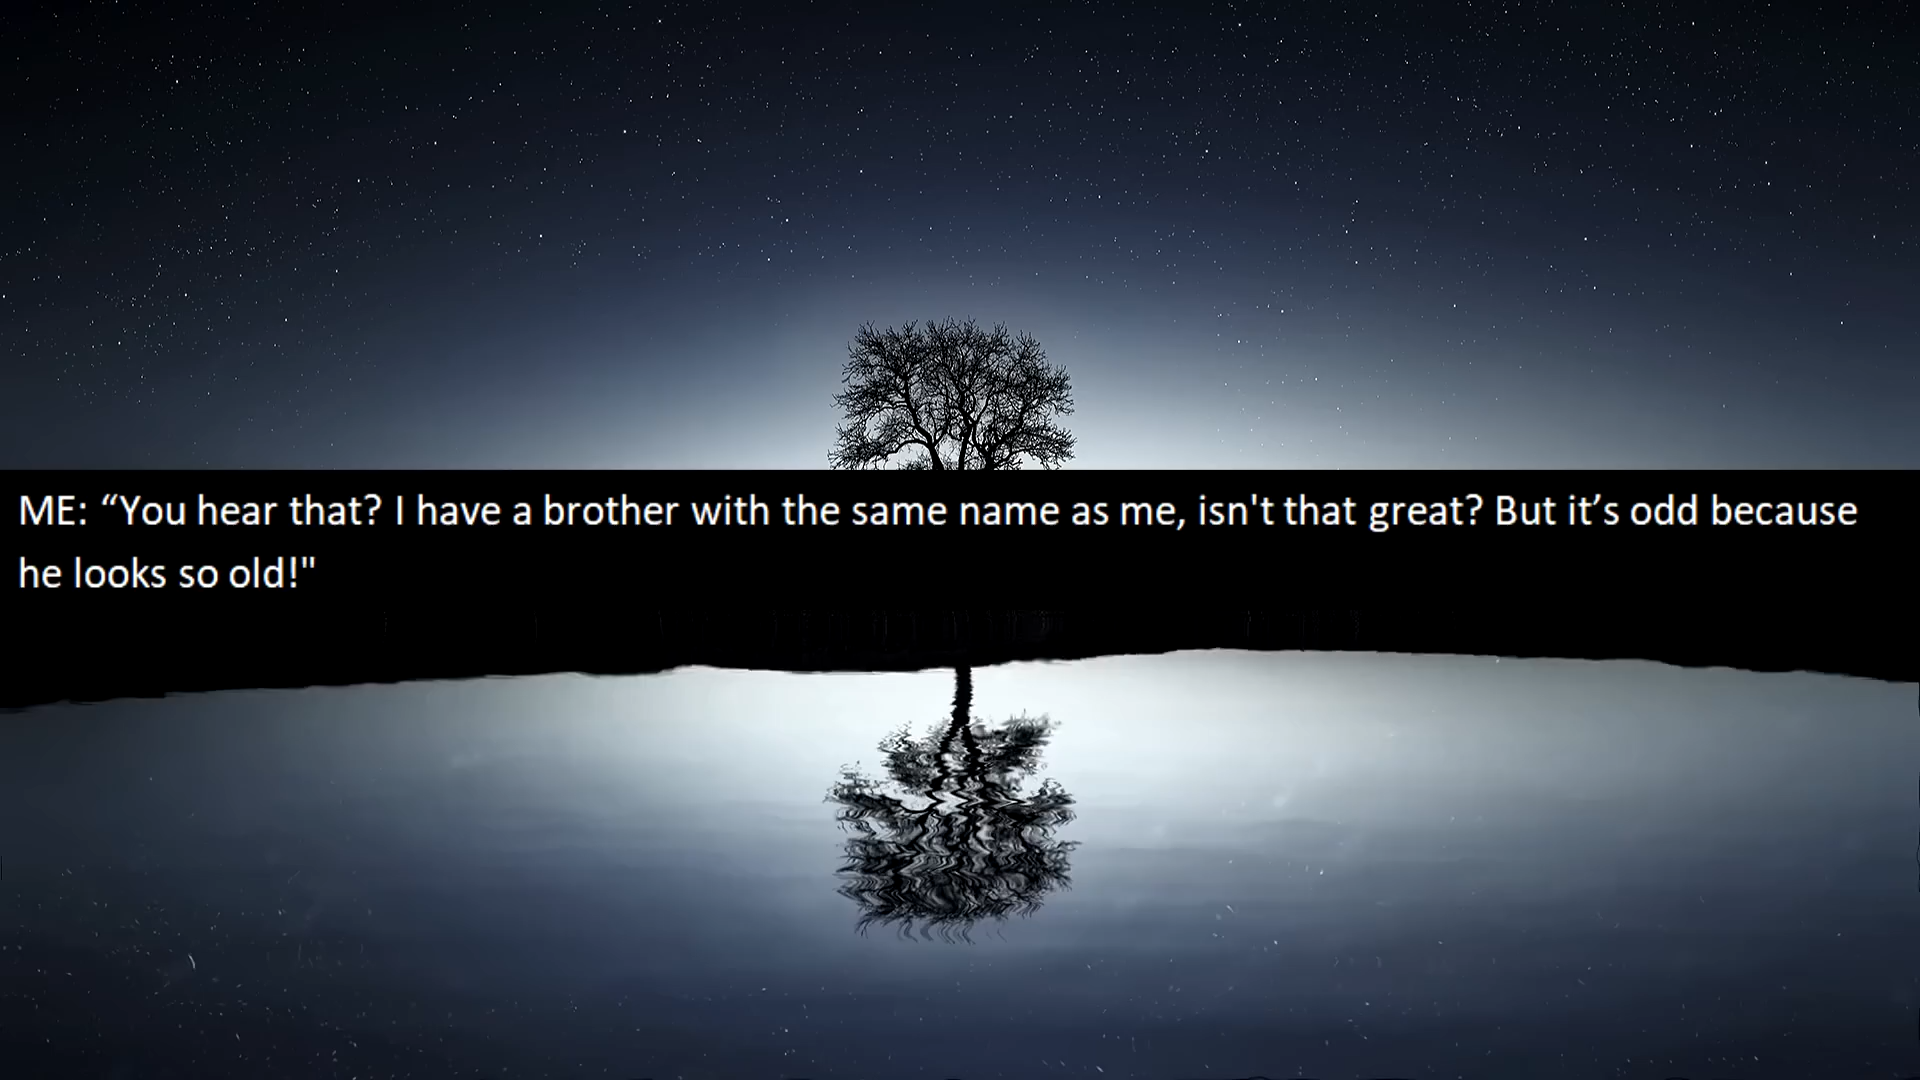 ME: “You hear that? I have a brother with the same name as me, isn't that great? But it’s odd because
he looks so old!"